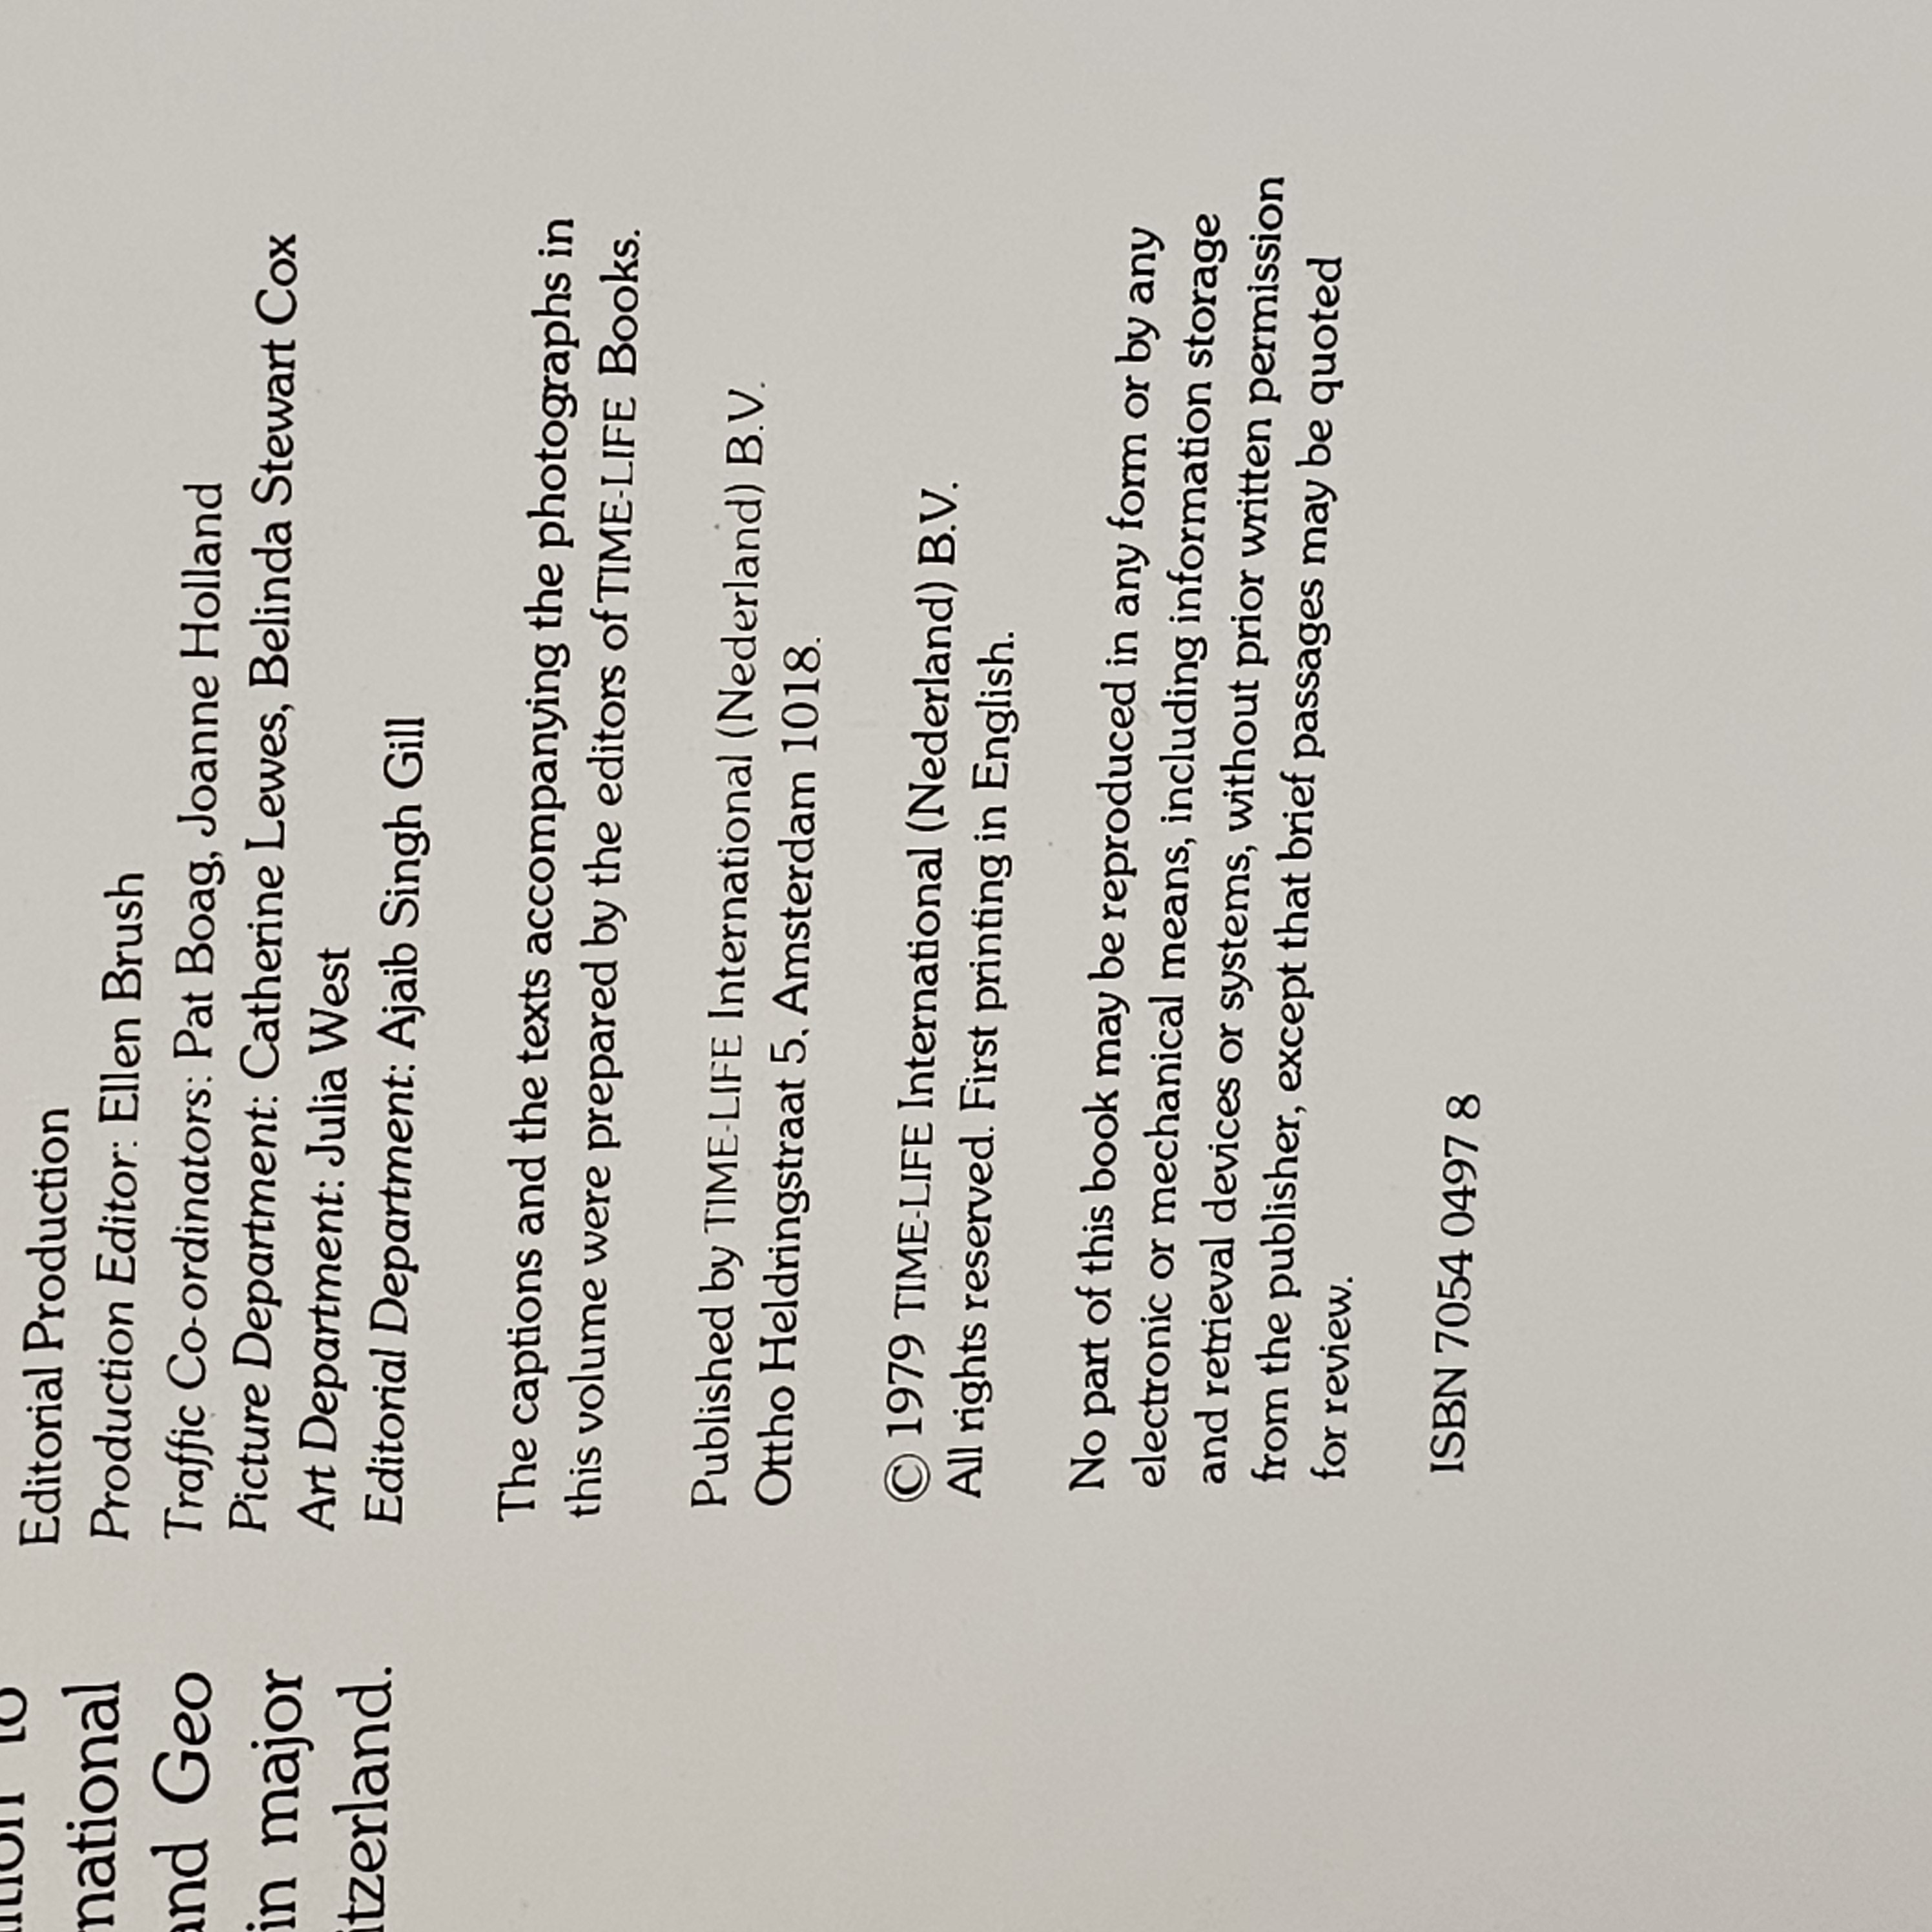 to
national
and Geo
in major
itzerland.
Editorial Production
Production Editor: Ellen Brush
Traffic Co-ordinators: Pat Boag, Joanne Holland
Picture Department: Catherine Lewes, Belinda Stewart Cox
Art Department: Julia West
Editorial Department: Ajaib Singh Gill
The captions and the texts accompanying the photographs in
this volume were prepared by the editors of TIME-LIFE Books.
Published by TIME-LIFE International (Nederland) B.V.
Ottho Heldringstraat 5, Amsterdam 1018.
© 1979 TIME-LIFE International (Nederland) B.V.
All rights reserved. First printing in English.
No part of this book may be reproduced in any form or by any
electronic or mechanical means, including information storage
and retrieval devices or systems, without prior written permission
from the publisher, except that brief passages may be quoted
for review.
ISBN 7054 0497 8